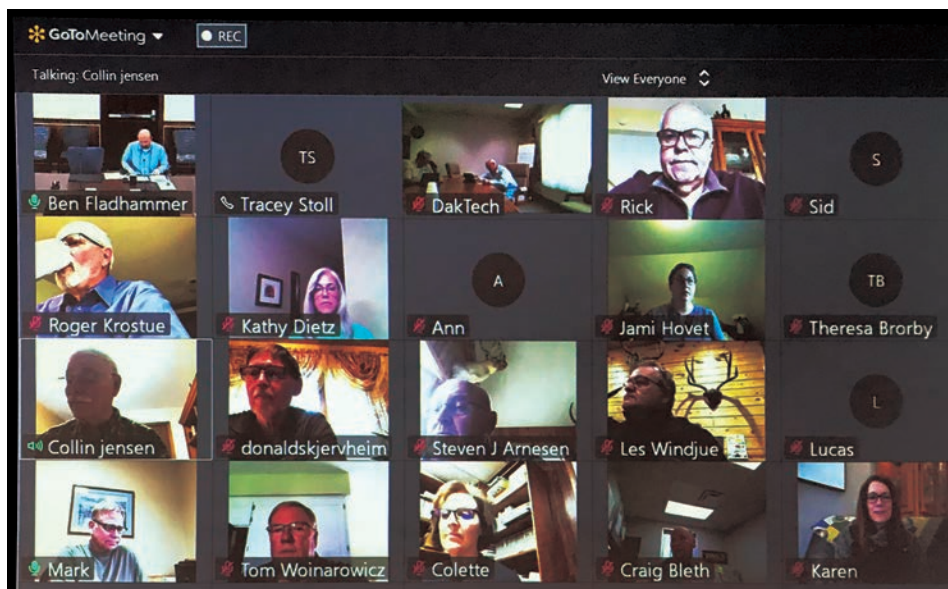 GoToMeeting
REC
Talking: Collin jensen
View Everyone
Ben Fladhammer
TS
Tracey Stoll
DakTech
Rick
S
Sid
Roger Krostue
Kathy Dietz
A
Ann
Jami Hovet
TB
Theresa Brorby
Collin jensen
donaldskjervheim
Steven J Arnesen
Les Windjue
L
Lucas
Mark
Tom Woinarowicz
Colette
Craig Bleth
Karen